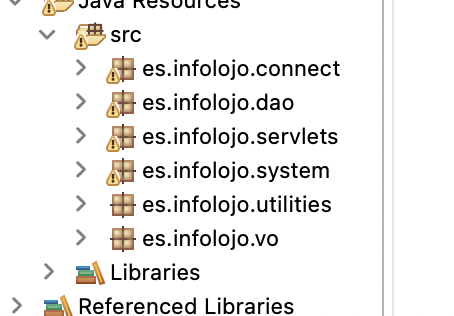 Java Resources
src
es.infolojo.connect
es.infolojo.dao
es.infolojo.servlets
es.infolojo.system
es.infolojo.utilities
es.infolojo.vo
Libraries
Referenced Libraries